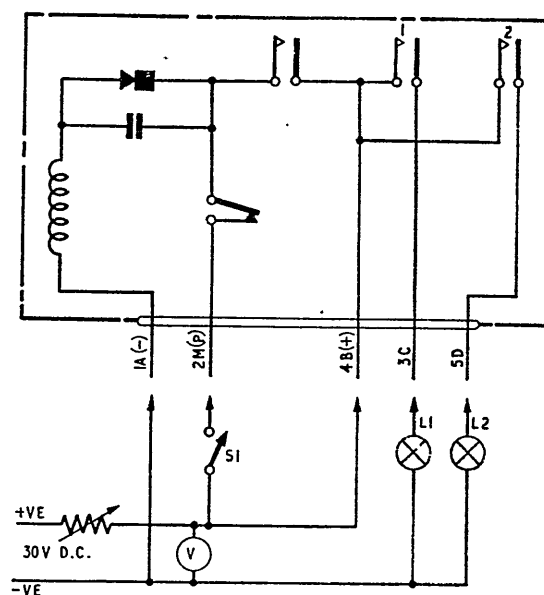 1
2
1A(-)
2M(P)
4B(+)
3C
5D
S1
L1
L2
+VE
30V D.C.
V
-VE